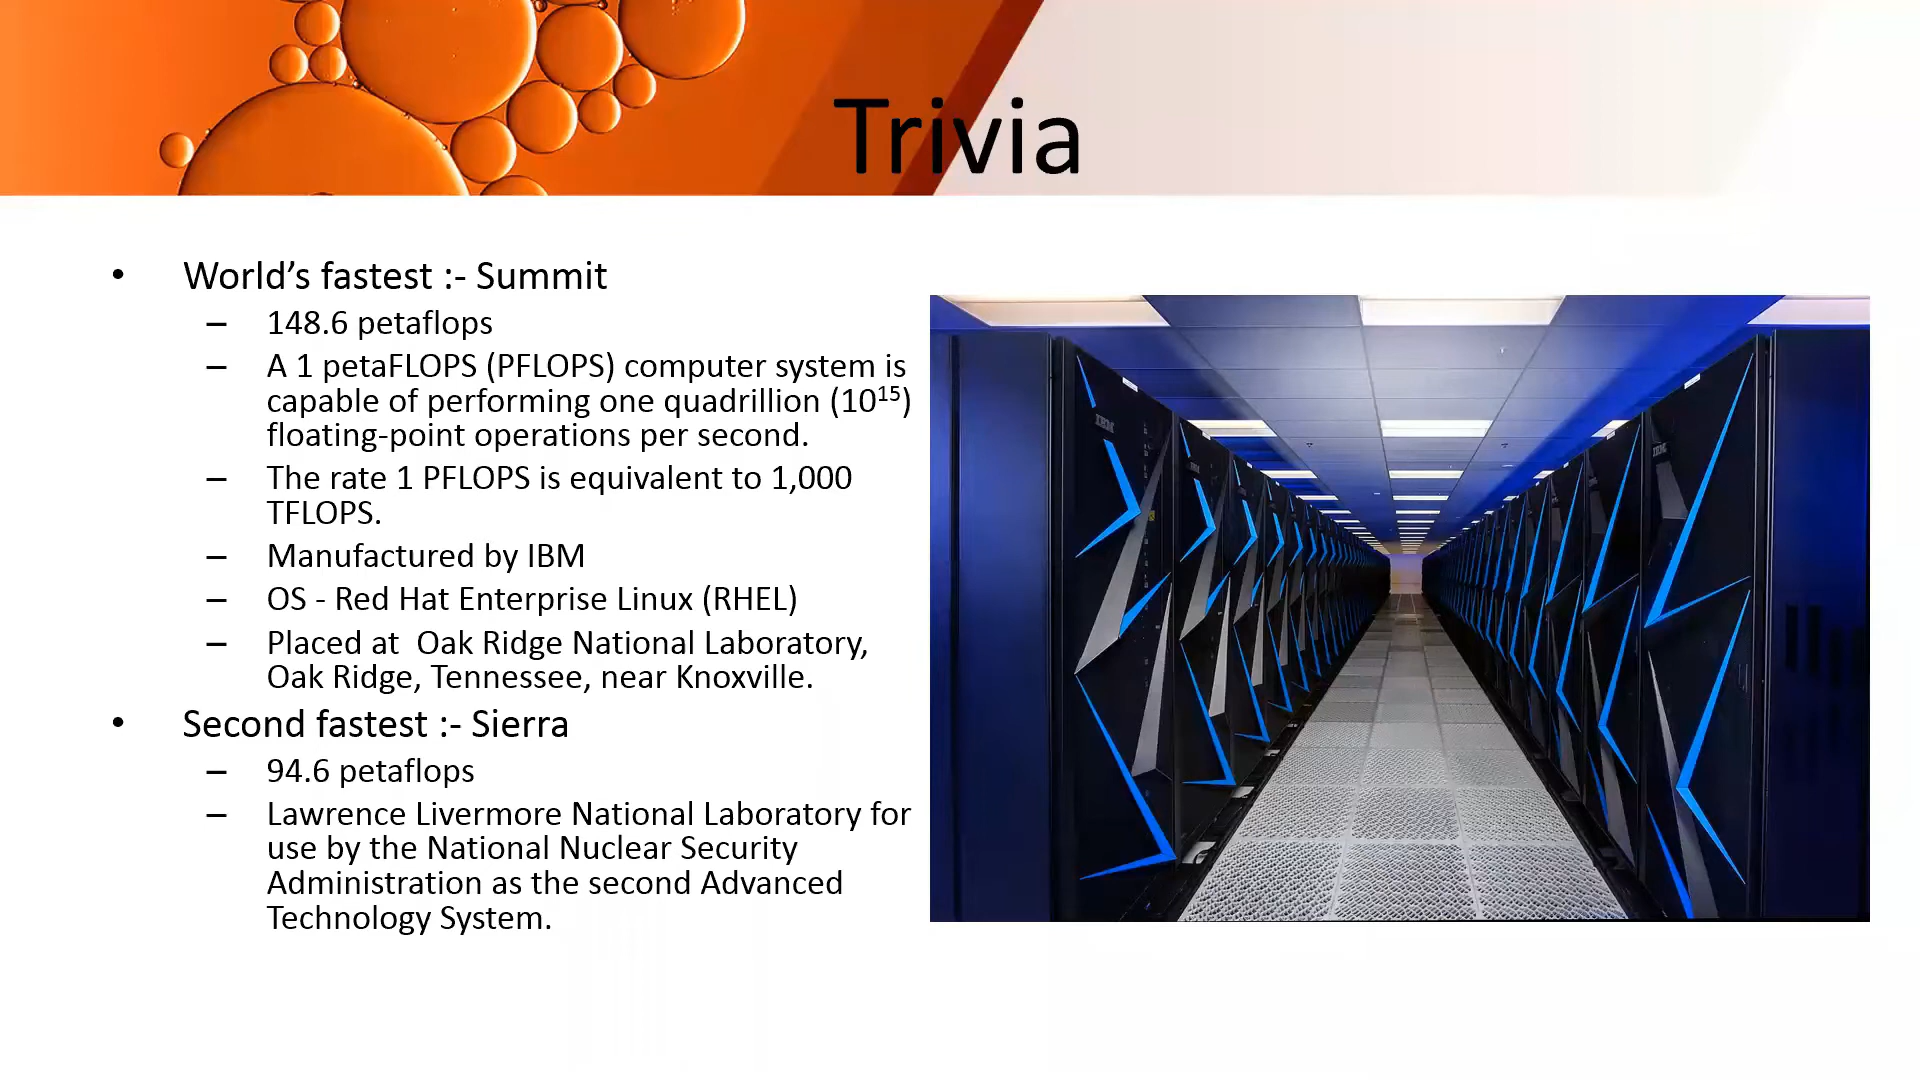 Trivia
• World’s fastest :- Summit
– 148.6 petaflops
– A 1 petaFLOPS (PFLOPS) computer system is
capable of performing one quadrillion (10¹⁵)
floating-point operations per second.
– The rate 1 PFLOPS is equivalent to 1,000
TFLOPS.
– Manufactured by IBM
– OS - Red Hat Enterprise Linux (RHEL)
– Placed at  Oak Ridge National Laboratory,
Oak Ridge, Tennessee, near Knoxville.
• Second fastest :- Sierra
– 94.6 petaflops
– Lawrence Livermore National Laboratory for
use by the National Nuclear Security
Administration as the second Advanced
Technology System.
IBM
IBM
IBM